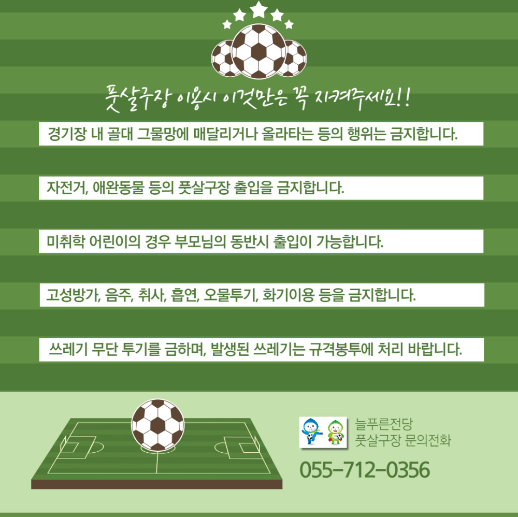 풋살구장 이용시 이것만은 꼭 지켜주세요!!
경기장 내 골대 그물망에 매달리거나 올라타는 등의 행위는 금지합니다.
자전거, 애완동물 등의 풋살구장 출입을 금지합니다.
미취학 어린이의 경우 부모님의 동반시 출입이 가능합니다.
고성방가, 음주, 취사, 흡연, 오물투기, 화기이용 등을 금지합니다.
쓰레기 무단 투기를 금하며, 발생된 쓰레기는 규격봉투에 처리 바랍니다.
늘푸른전당
풋살구장 문의전화
055-712-0356